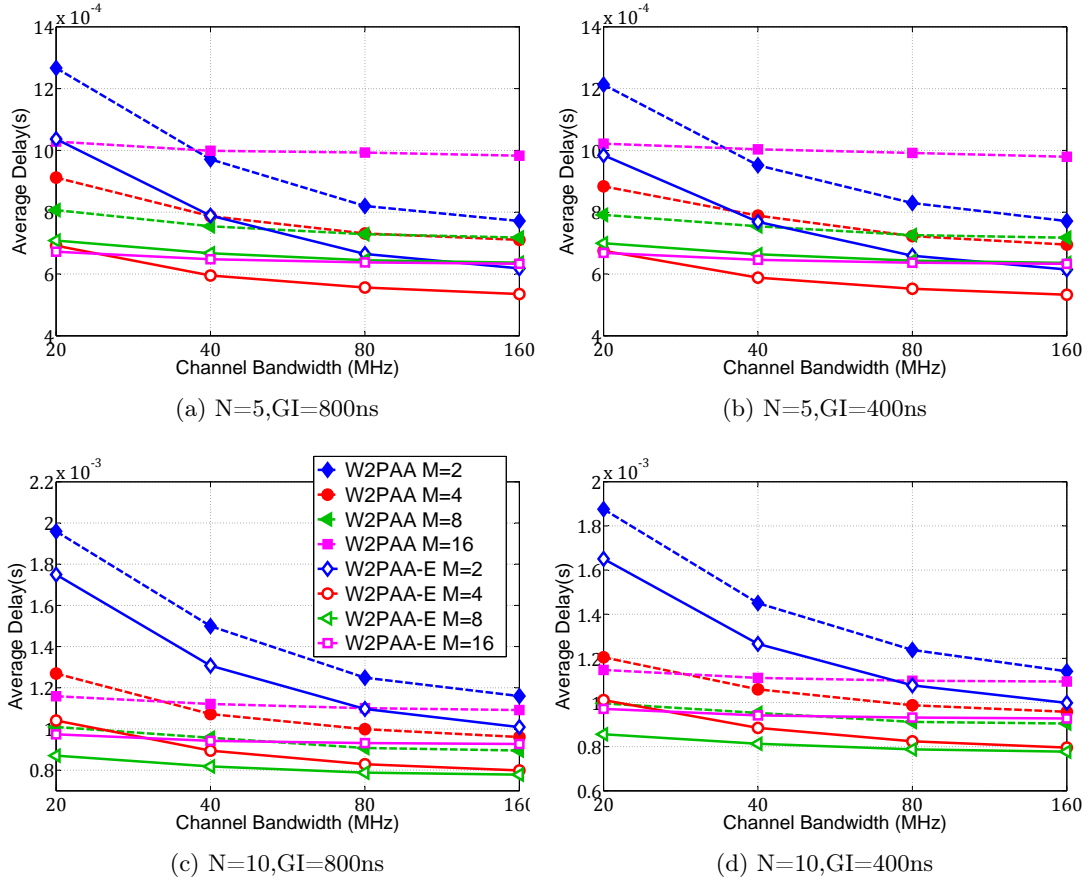 x 10⁻⁴
14
12
10
8
6
4
20
40
80
160
Average Delay(s)
Channel Bandwidth (MHz)
(a) N=5,GI=800ns
x 10⁻⁴
14
12
10
8
6
4
20
40
80
160
Average Delay(s)
Channel Bandwidth (MHz)
(b) N=5,GI=400ns
x 10⁻³
2.2
2
1.8
1.6
1.4
1.2
1
0.8
20
40
80
160
Average Delay(s)
Channel Bandwidth (MHz)
W2PAA M=2
W2PAA M=4
W2PAA M=8
W2PAA M=16
W2PAA-E M=2
W2PAA-E M=4
W2PAA-E M=8
W2PAA-E M=16
(c) N=10,GI=800ns
x 10⁻³
2
1.8
1.6
1.4
1.2
1
0.8
0.6
20
40
80
160
Average Delay(s)
Channel Bandwidth (MHz)
(d) N=10,GI=400ns